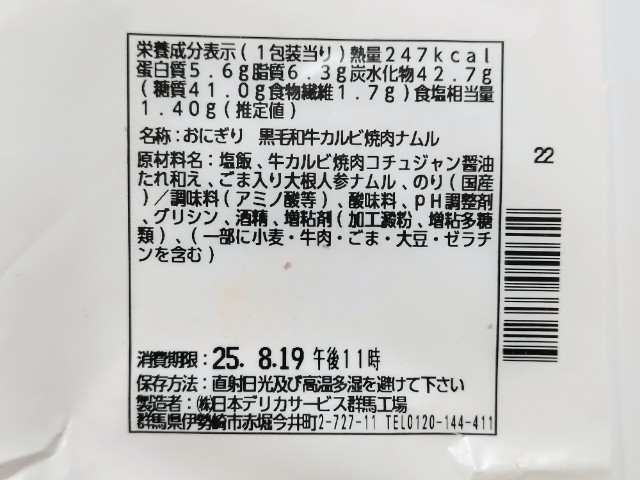 栄養成分表示(1包装当り)熱量247kcal
蛋白質5.6g脂質6.3g炭水化物42.7g
(糖質41.0g食物繊維1.7g)食塩相当量
1.40g(推定値)
名称:おにぎり 黒毛和牛カルビ焼肉ナムル
原材料名:塩飯、牛カルビ焼肉コチュジャン醤油
たれ和え、ごま入り大根人参ナムル、のり(国産
)/調味料(アミノ酸等)、酸味料、pH調整剤
、グリシン、酒精、増粘剤(加工澱粉、増粘多糖
類)、(一部に小麦・牛肉・ごま・大豆・ゼラチ
ンを含む)
22
消費期限:25. 8.19 午後11時
保存方法:直射日光及び高温多湿を避けて下さい
製造者:㈱日本デリカサービス群馬工場
群馬県伊勢崎市赤堀今井町2-727-11 TEL0120-144-411